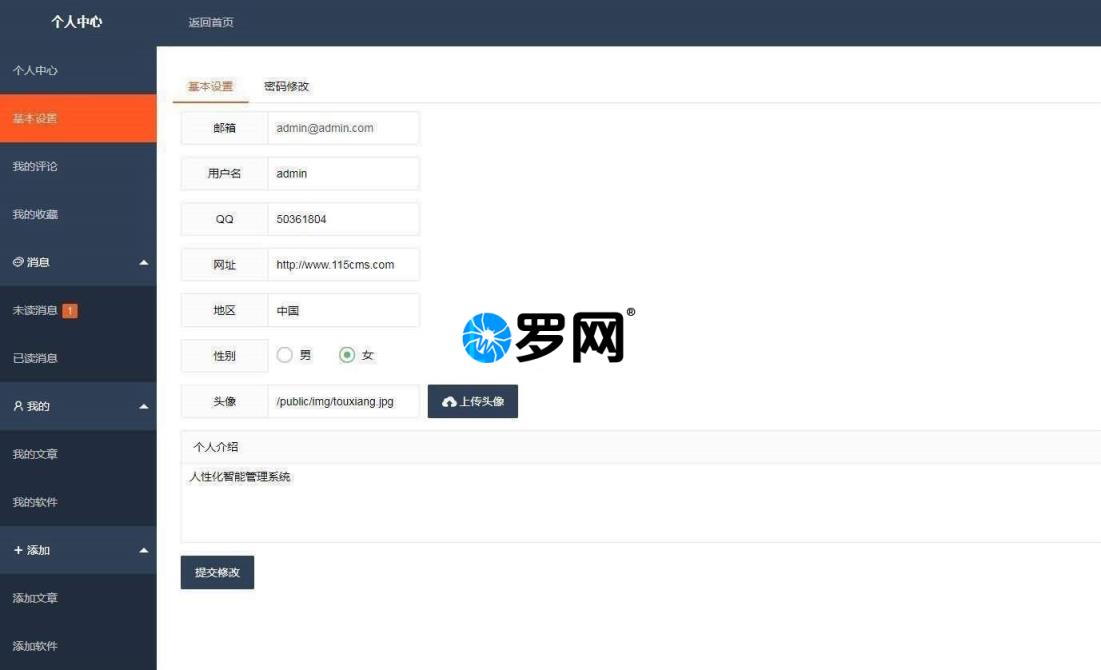 个人中心
返回首页
个人中心
基本设置
我的评论
我的收藏
消息
未读消息 1
已读消息
我的
我的文章
我的软件
+ 添加
添加文章
添加软件
基本设置 密码修改
邮箱 admin@admin.com
用户名 admin
QQ 50361804
网址 http://www.115cms.com
地区 中国
性别 男 女
头像 /public/img/touxiang.jpg 上传头像
个人介绍
人性化智能管理系统
提交修改
罗网®